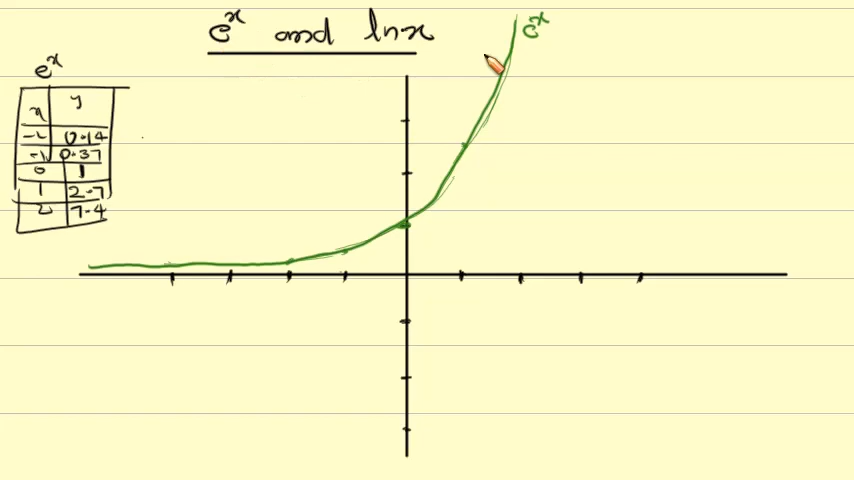 e^x and ln x
e^x
e^x
x y
-2 0.14
-1 0.37
0 1
1 2.7
2 7.4